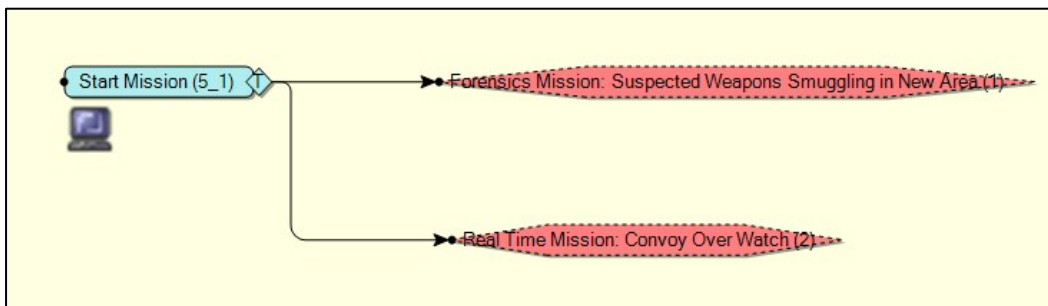 Start Mission (5_1)
T
Forensics Mission: Suspected Weapons Smuggling in New Area (1)
Real Time Mission: Convoy Over Watch (2)